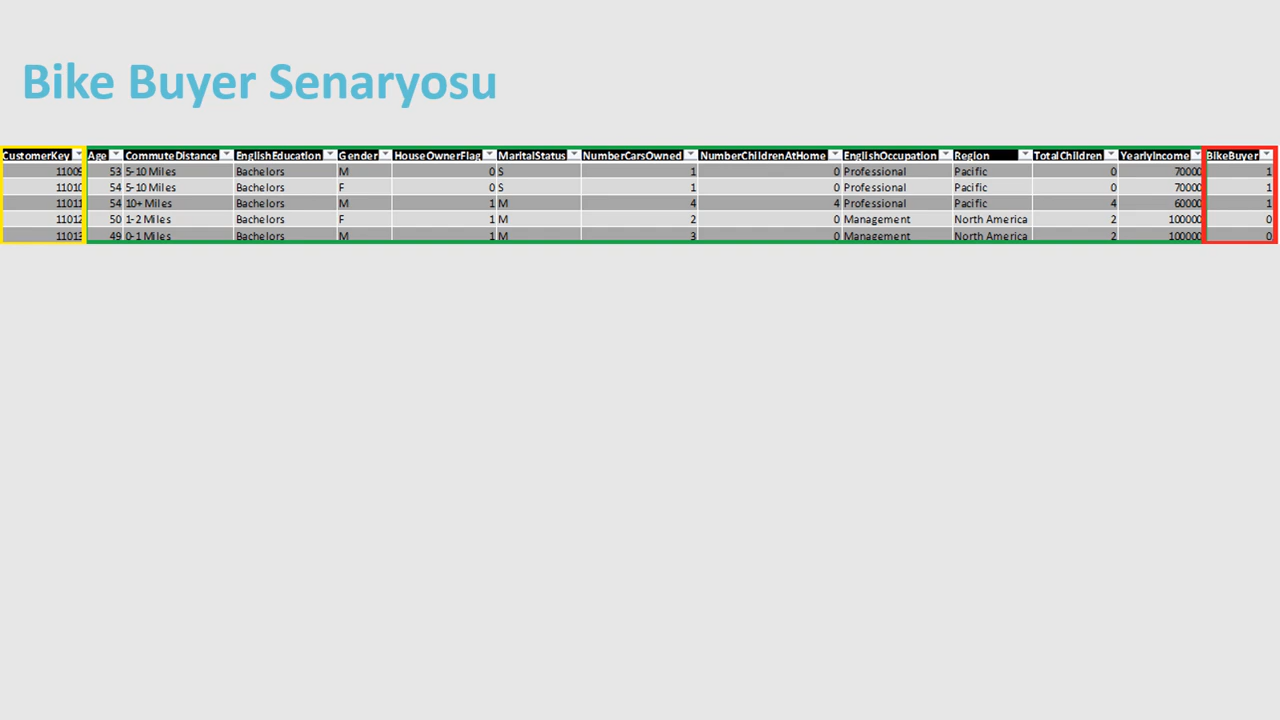 Bike Buyer Senaryosu
CustomerKey Age CommuteDistance EnglishEducation Gender HouseOwnerFlag MaritalStatus NumberCarsOwned NumberChildrenAtHome EnglishOccupation Region TotalChildren YearlyIncome BikeBuyer
11009 53 5-10 Miles Bachelors M 0 S 1 0 Professional Pacific 0 70000 1
11010 54 5-10 Miles Bachelors F 0 S 1 0 Professional Pacific 0 70000 1
11011 54 10+ Miles Bachelors M 1 M 4 4 Professional Pacific 4 60000 1
11012 50 1-2 Miles Bachelors F 1 M 2 0 Management North America 2 100000 0
11013 49 0-1 Miles Bachelors M 1 M 3 0 Management North America 2 100000 0